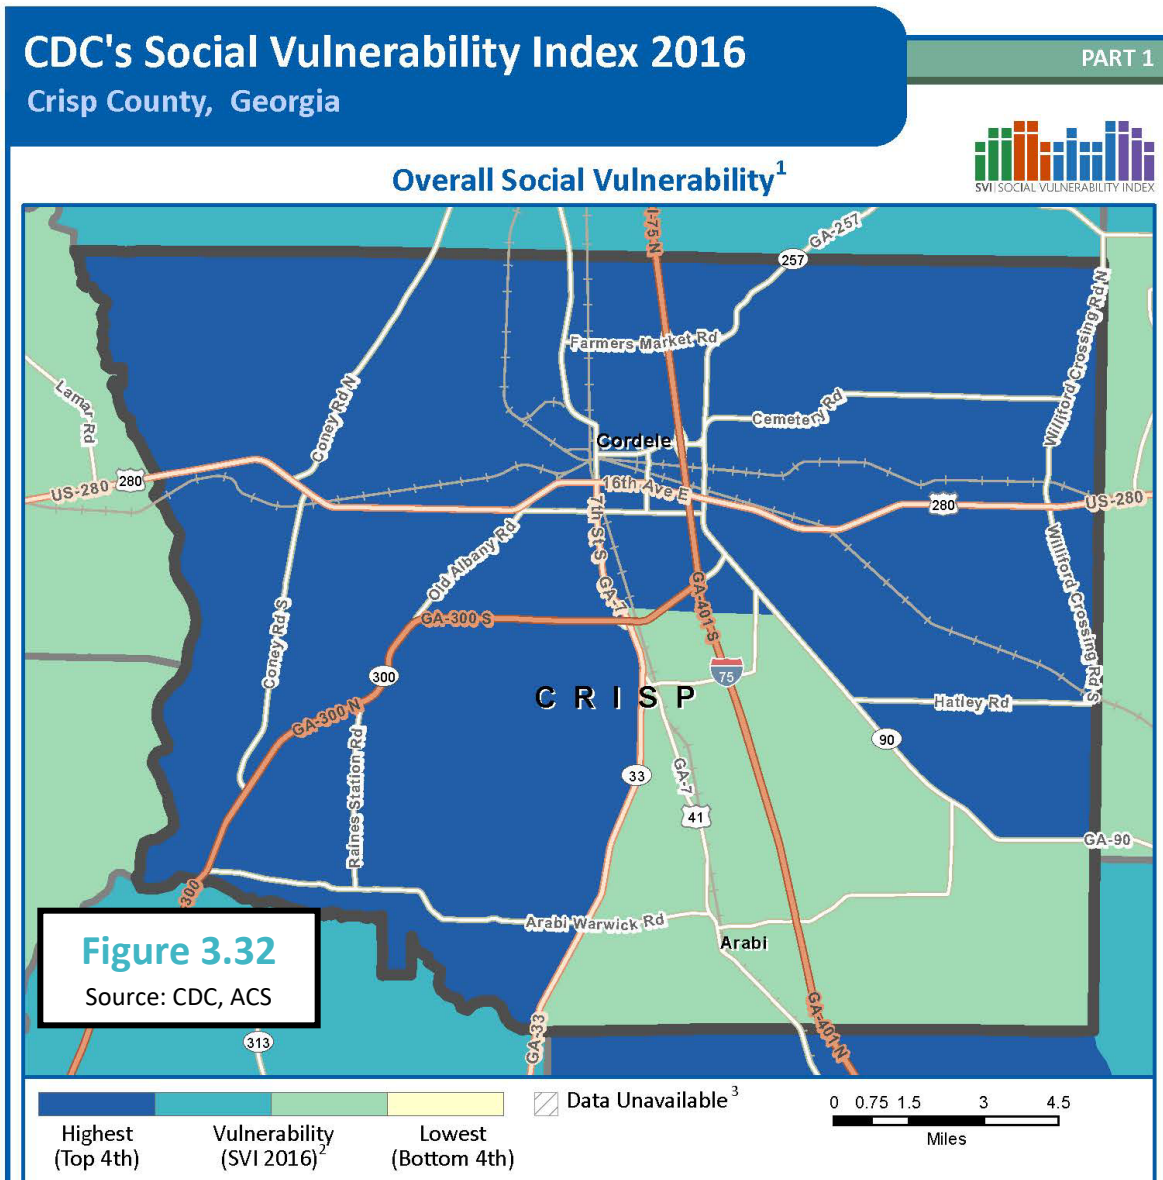 CDC's Social Vulnerability Index 2016
PART 1
Crisp County, Georgia
SVI | SOCIAL VULNERABILITY INDEX
Overall Social Vulnerability1
I-75 N
GA-257
257
Farmers Market Rd
Williford Crossing Rd N
Lamar Rd
Coney Rd N
Cemetery Rd
Cordele
US-280
280
16th Ave E
280
US-280
7th St S
Old Albany Rd
Williford Crossing Rd S
GA-7
GA-300 S
GA-401 S
Coney Rd S
300
75
CRISP
Hatley Rd
GA-300 N
90
Raines Station Rd
33
GA-7
41
GA-90
300
Arabi Warwick Rd
Arabi
Figure 3.32
Source: CDC, ACS
313
GA-33
GA-401 N
Highest
(Top 4th)
Vulnerability
(SVI 2016)2
Lowest
(Bottom 4th)
Data Unavailable3
0 0.75 1.5 3 4.5
Miles